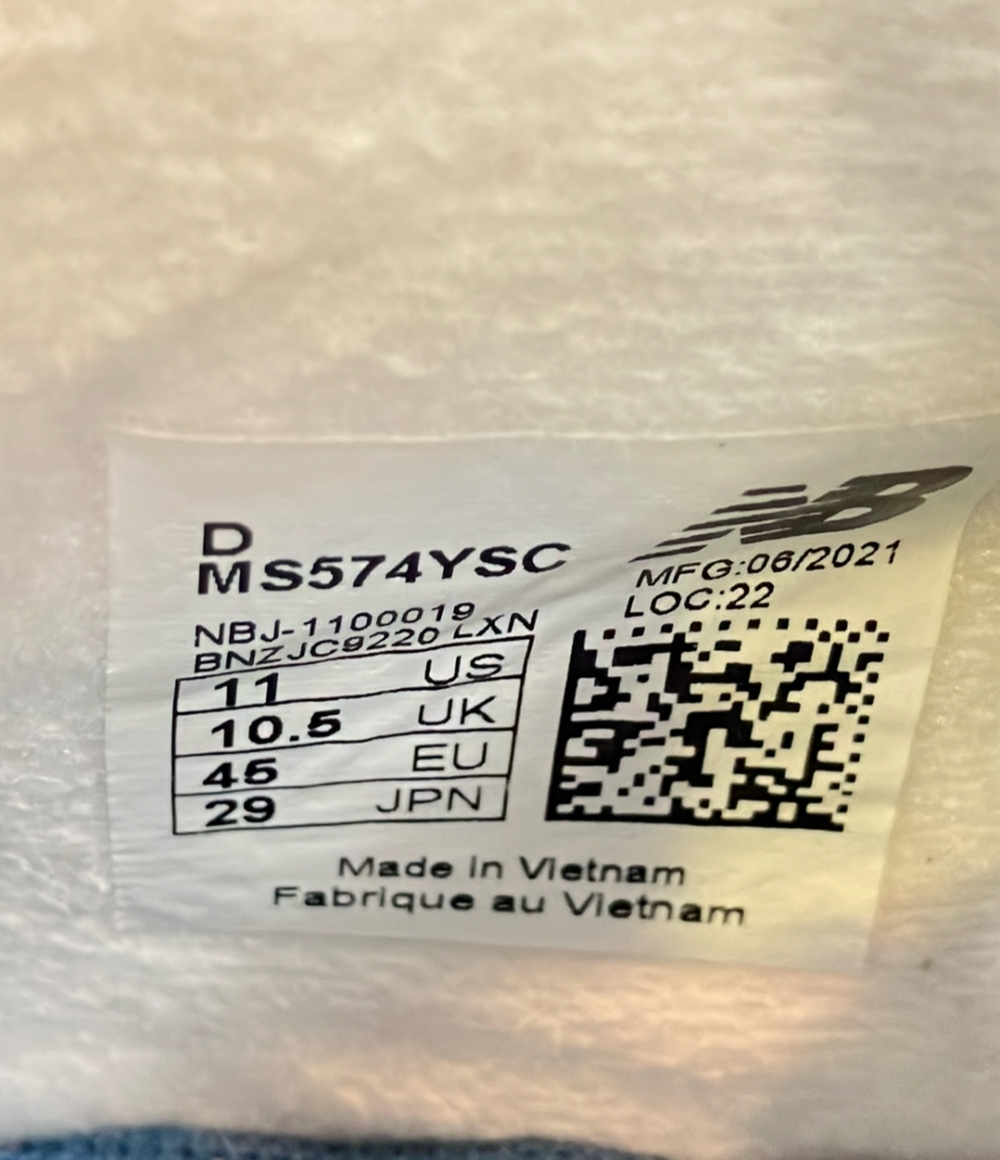 NB
D
MS574YSC
MFG:06/2021
LOC:22
NBJ-1100019
BNZJC9220 LXN
11 US
10.5 UK
45 EU
29 JPN
Made in Vietnam
Fabrique au Vietnam